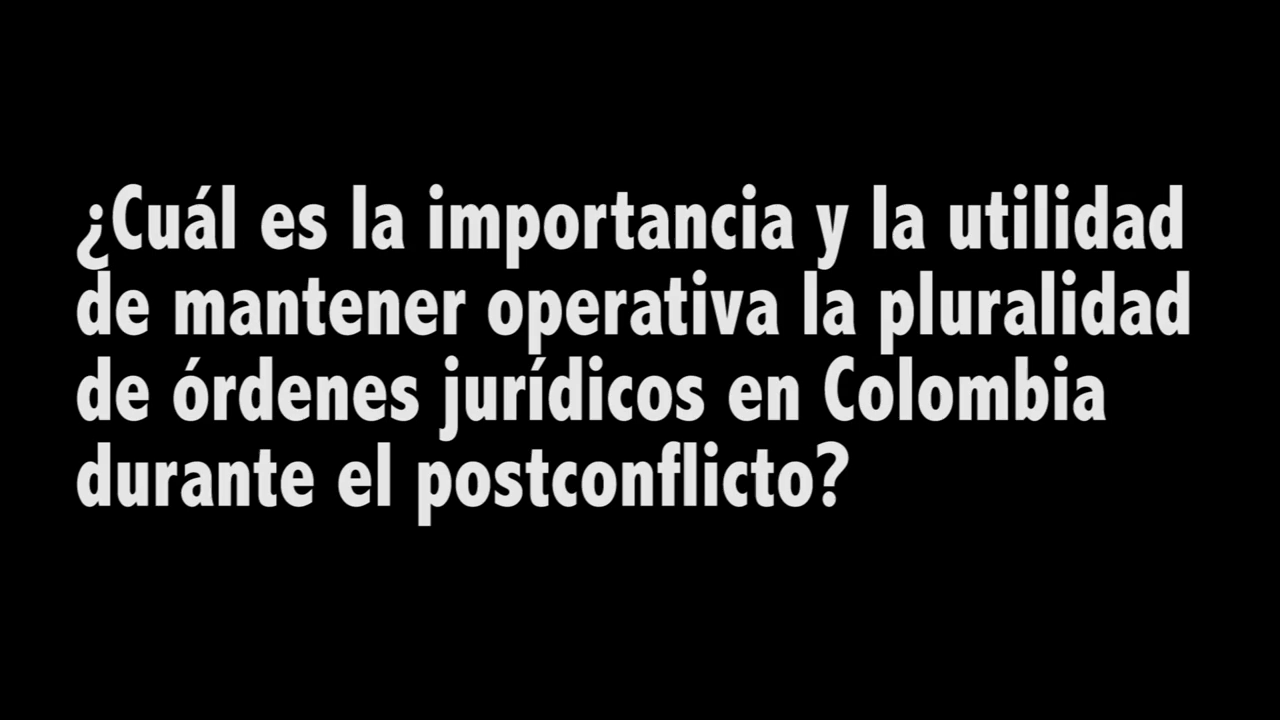 ¿Cuál es la importancia y la utilidad
de mantener operativa la pluralidad
de órdenes jurídicos en Colombia
durante el postconflicto?